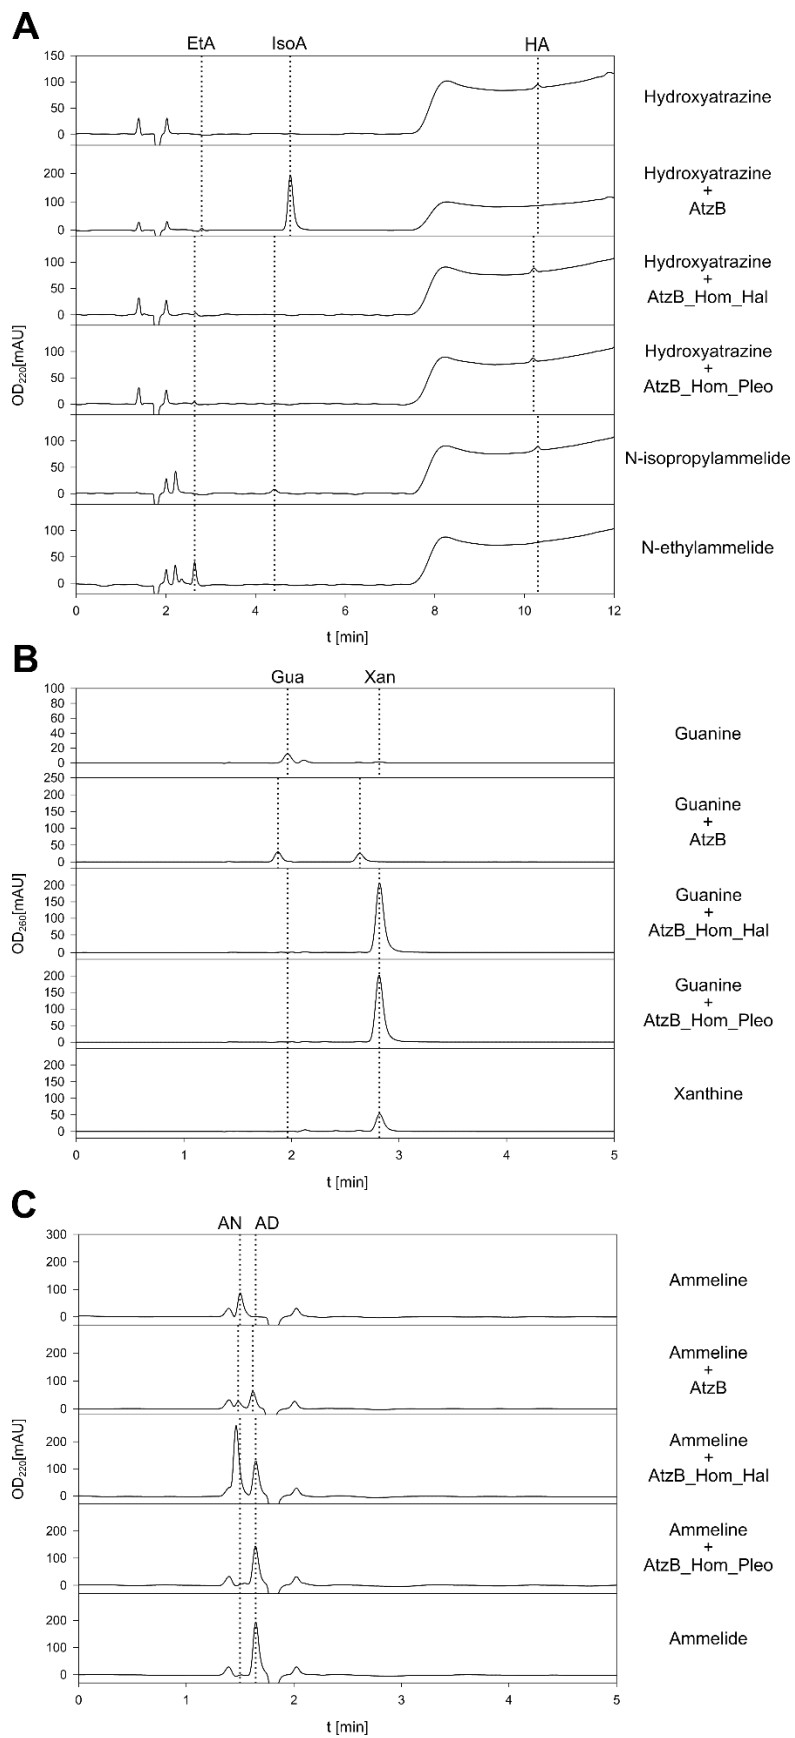 A
EtA IsoA HA
150
100
50
0
Hydroxyatrazine
200
100
0
Hydroxyatrazine
+
AtzB
100
50
0
Hydroxyatrazine
+
AtzB_Hom_Hal
OD220[mAU]
100
50
0
Hydroxyatrazine
+
AtzB_Hom_Pleo
100
50
0
N-isopropylammelide
100
50
0
N-ethylammelide
0 2 4 6 8 10 12
t [min]
B
Gua Xan
100
80
60
40
20
0
Guanine
250
200
150
100
50
0
Guanine
+
AtzB
OD260[mAU]
200
150
100
50
0
Guanine
+
AtzB_Hom_Hal
200
150
100
50
0
Guanine
+
AtzB_Hom_Pleo
200
150
100
50
0
Xanthine
0 1 2 3 4 5
t [min]
C
AN AD
300
200
100
0
Ammeline
200
100
0
Ammeline
+
AtzB
OD220[mAU]
200
100
0
Ammeline
+
AtzB_Hom_Hal
200
100
0
Ammeline
+
AtzB_Hom_Pleo
200
100
0
Ammelide
0 1 2 3 4 5
t [min]